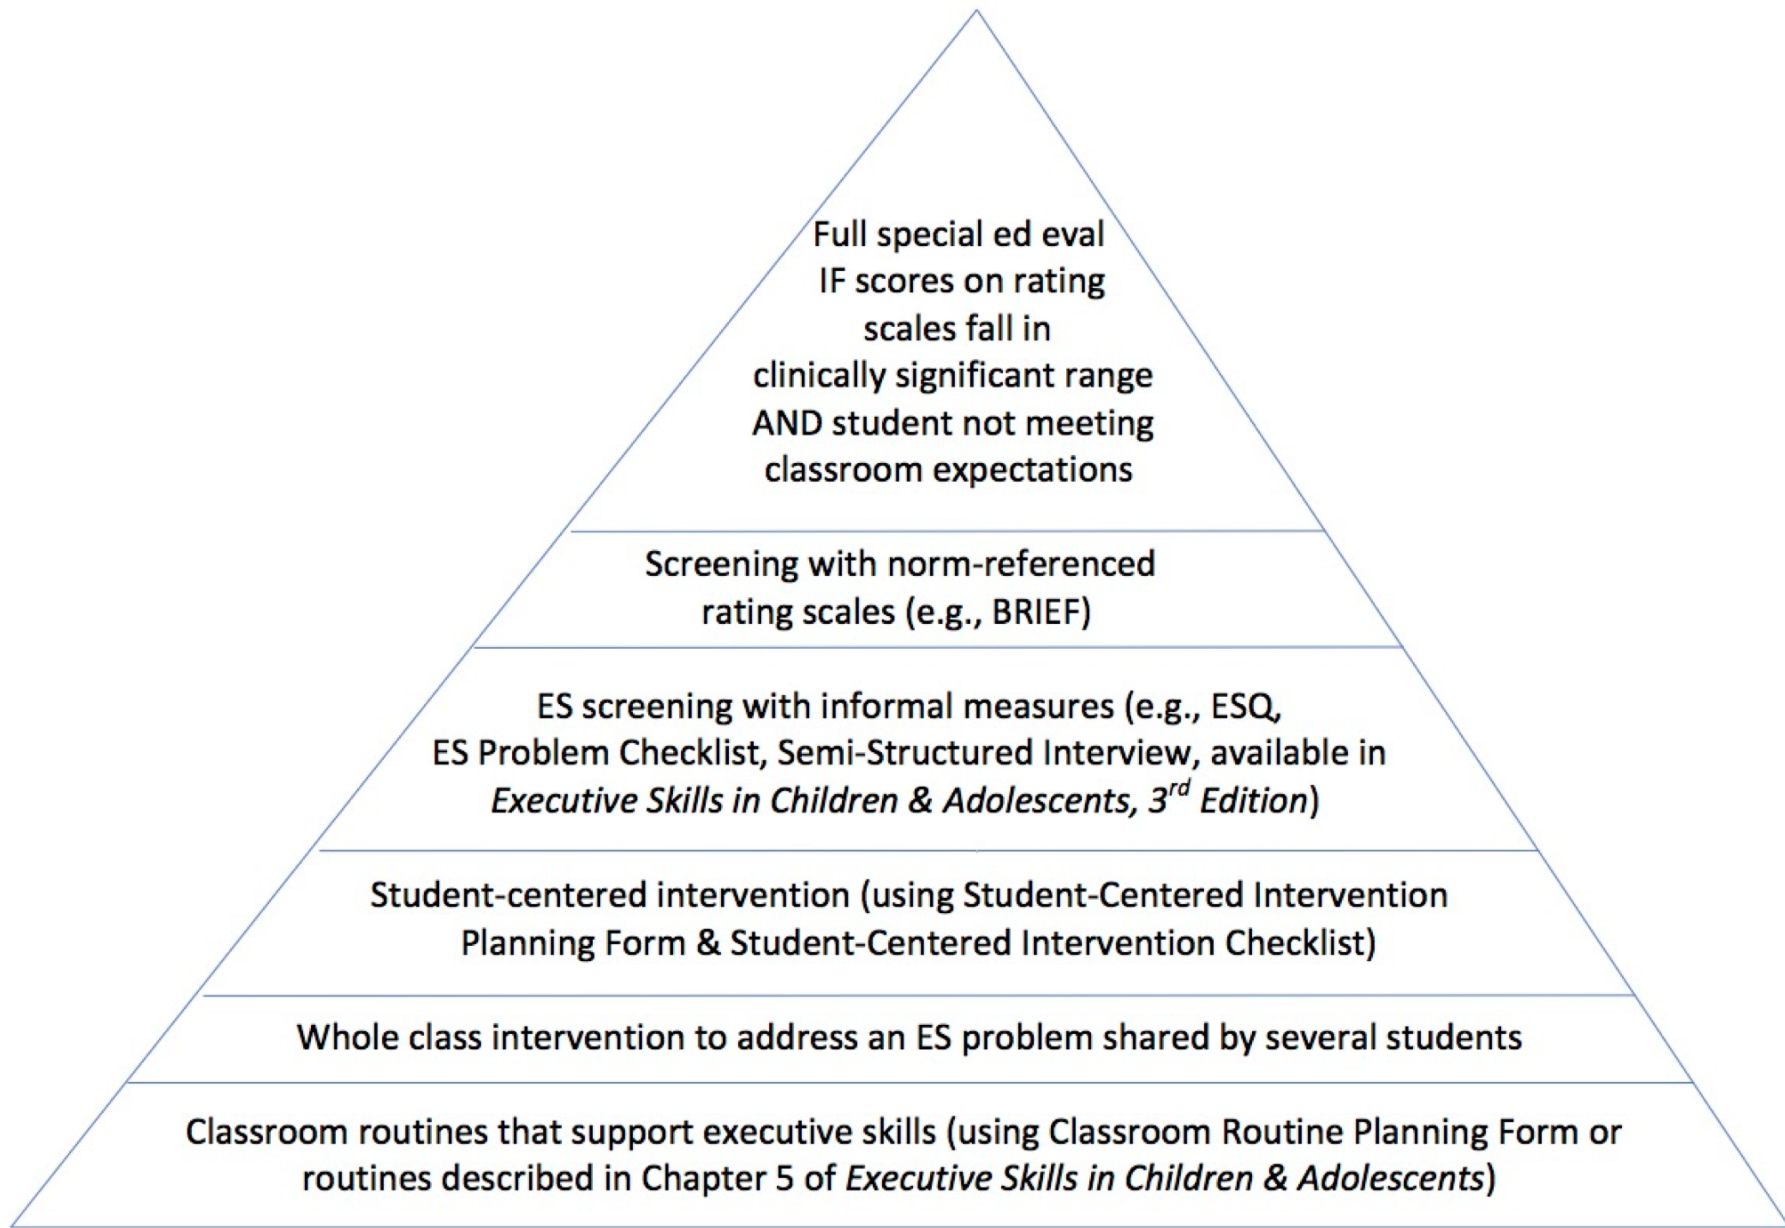 Full special ed eval
IF scores on rating
scales fall in
clinically significant range
AND student not meeting
classroom expectations
Screening with norm-referenced
rating scales (e.g., BRIEF)
ES screening with informal measures (e.g., ESQ,
ES Problem Checklist, Semi-Structured Interview, available in
Executive Skills in Children & Adolescents, 3rd Edition)
Student-centered intervention (using Student-Centered Intervention
Planning Form & Student-Centered Intervention Checklist)
Whole class intervention to address an ES problem shared by several students
Classroom routines that support executive skills (using Classroom Routine Planning Form or
routines described in Chapter 5 of Executive Skills in Children & Adolescents)